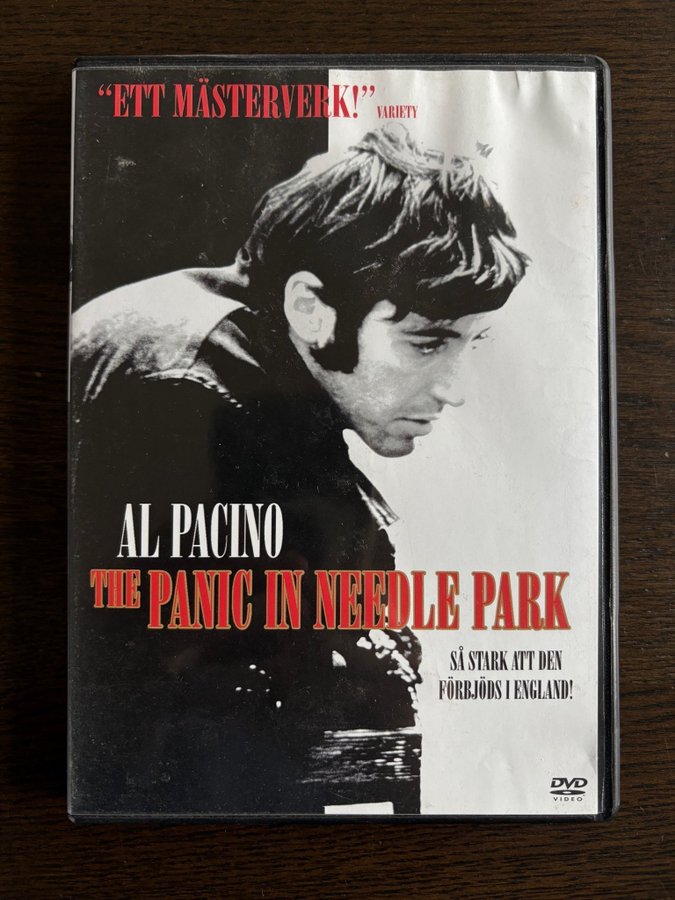 “ETT MÄSTERVERK!” VARIETY
AL PACINO
THE PANIC IN NEEDLE PARK
SÅ STARK ATT DEN
FÖRBJÖDS I ENGLAND!
DVD
VIDEO